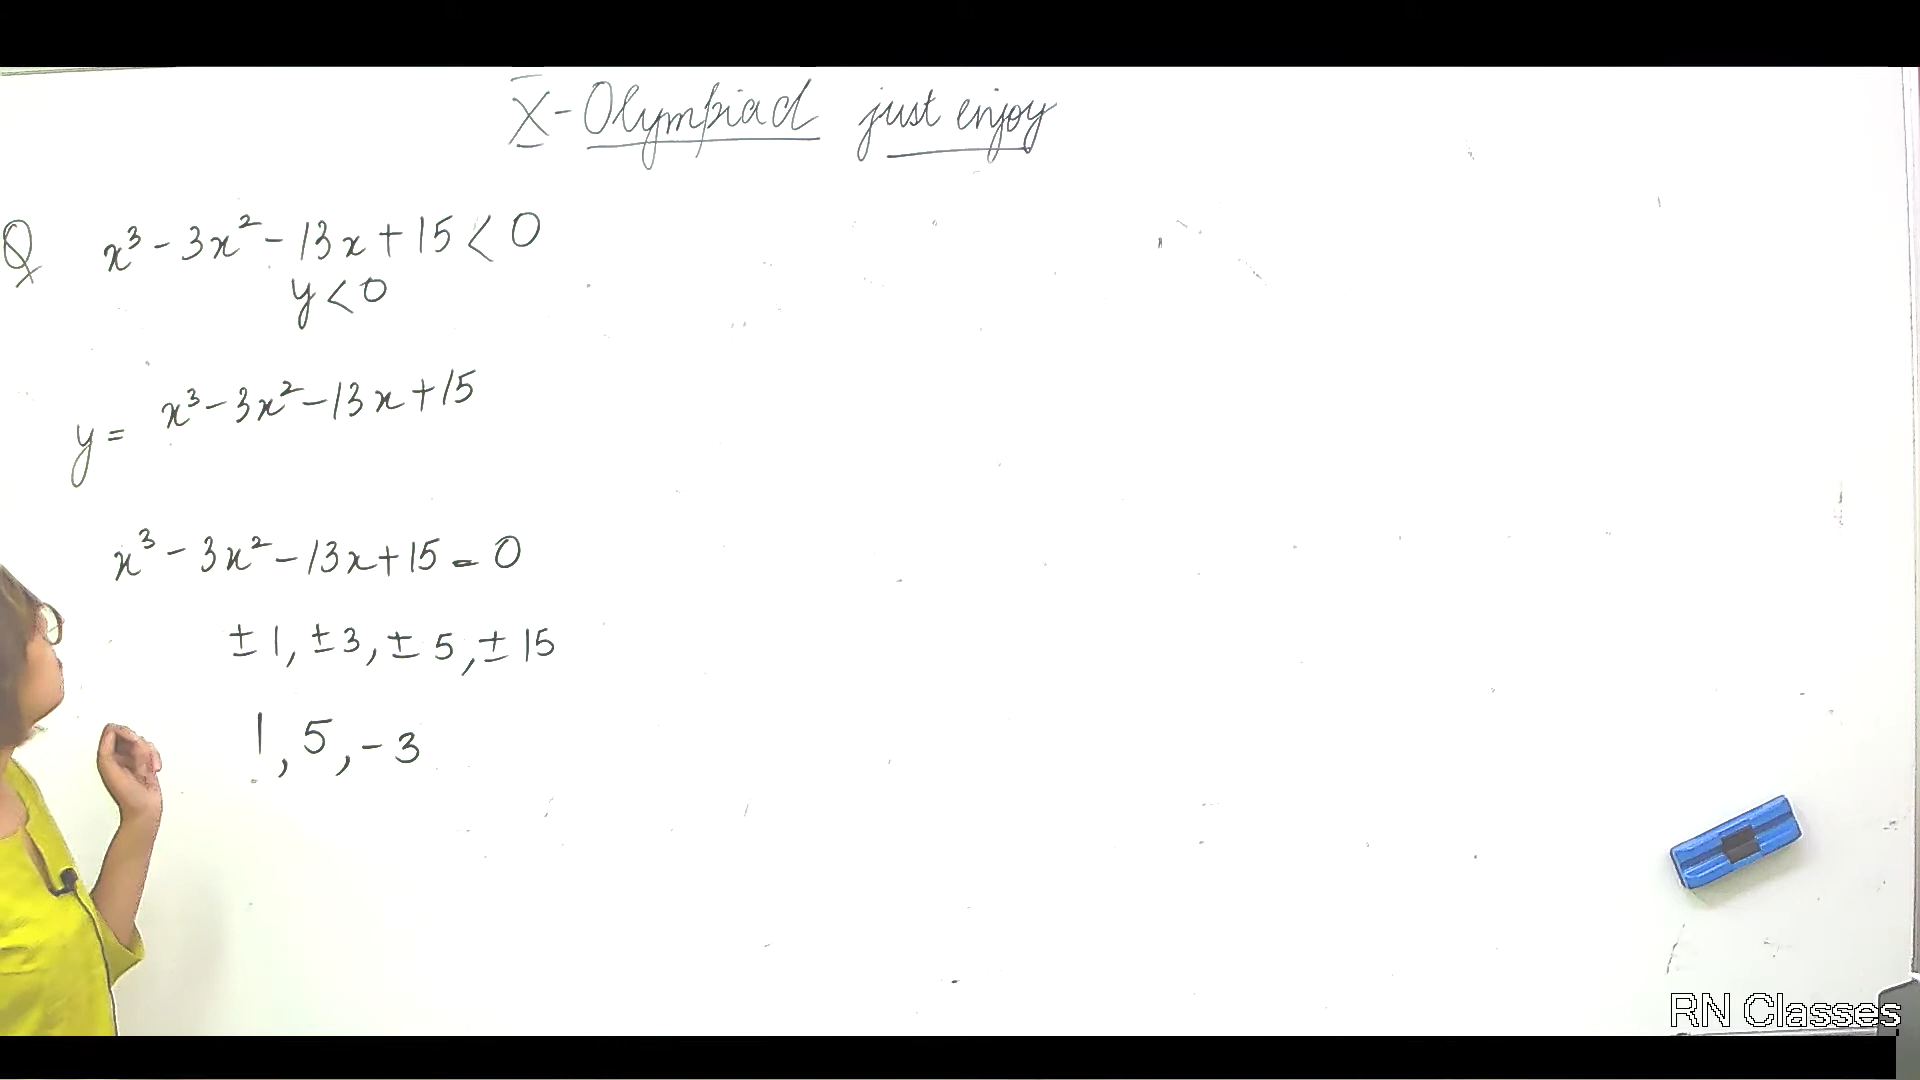 X - Olympiad just enjoy
Q x³ - 3x² - 13x + 15 < 0
y < 0
y = x³ - 3x² - 13x + 15
x³ - 3x² - 13x + 15 = 0
± 1, ± 3, ± 5, ± 15
1, 5, - 3
RN Classes